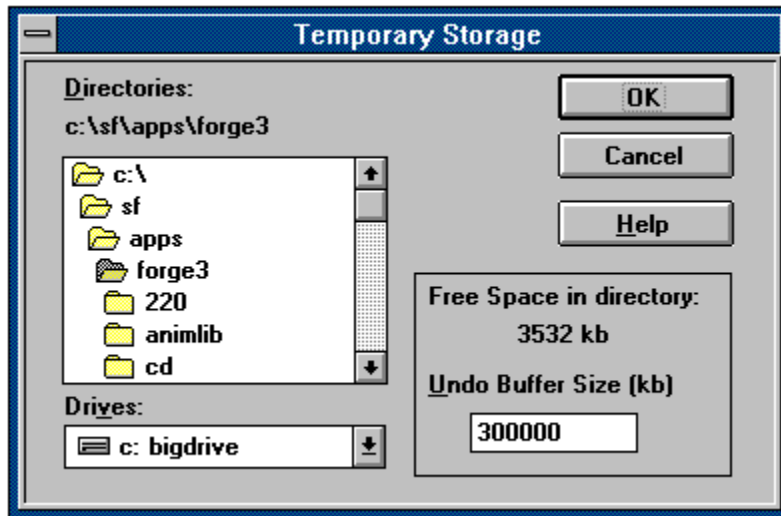 Temporary Storage
Directories:
c:\sf\apps\forge3
c:\
sf
apps
forge3
220
animlib
cd
Drives:
c: bigdrive
OK
Cancel
Help
Free Space in directory:
3532 kb
Undo Buffer Size (kb)
300000